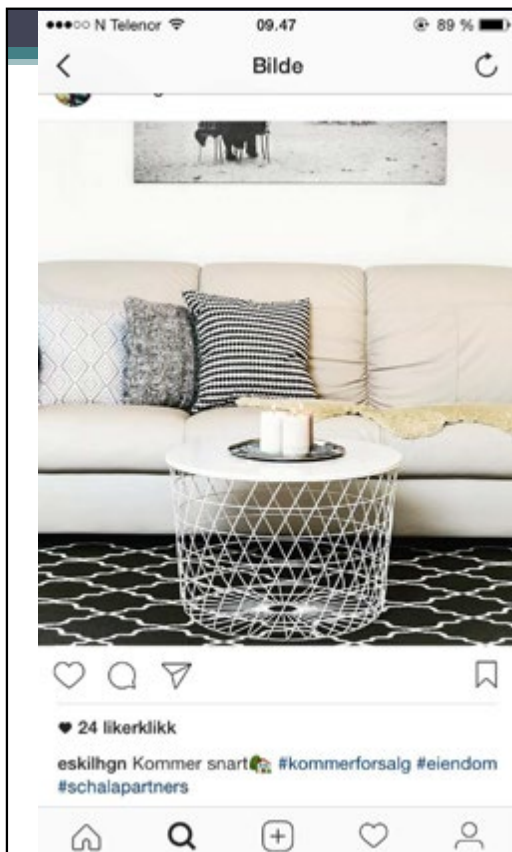 N Telenor 09.47 89 %
Bilde
24 likerklikk
eskilhgn Kommer snart #kommerforsalg #eiendom
#schalapartners